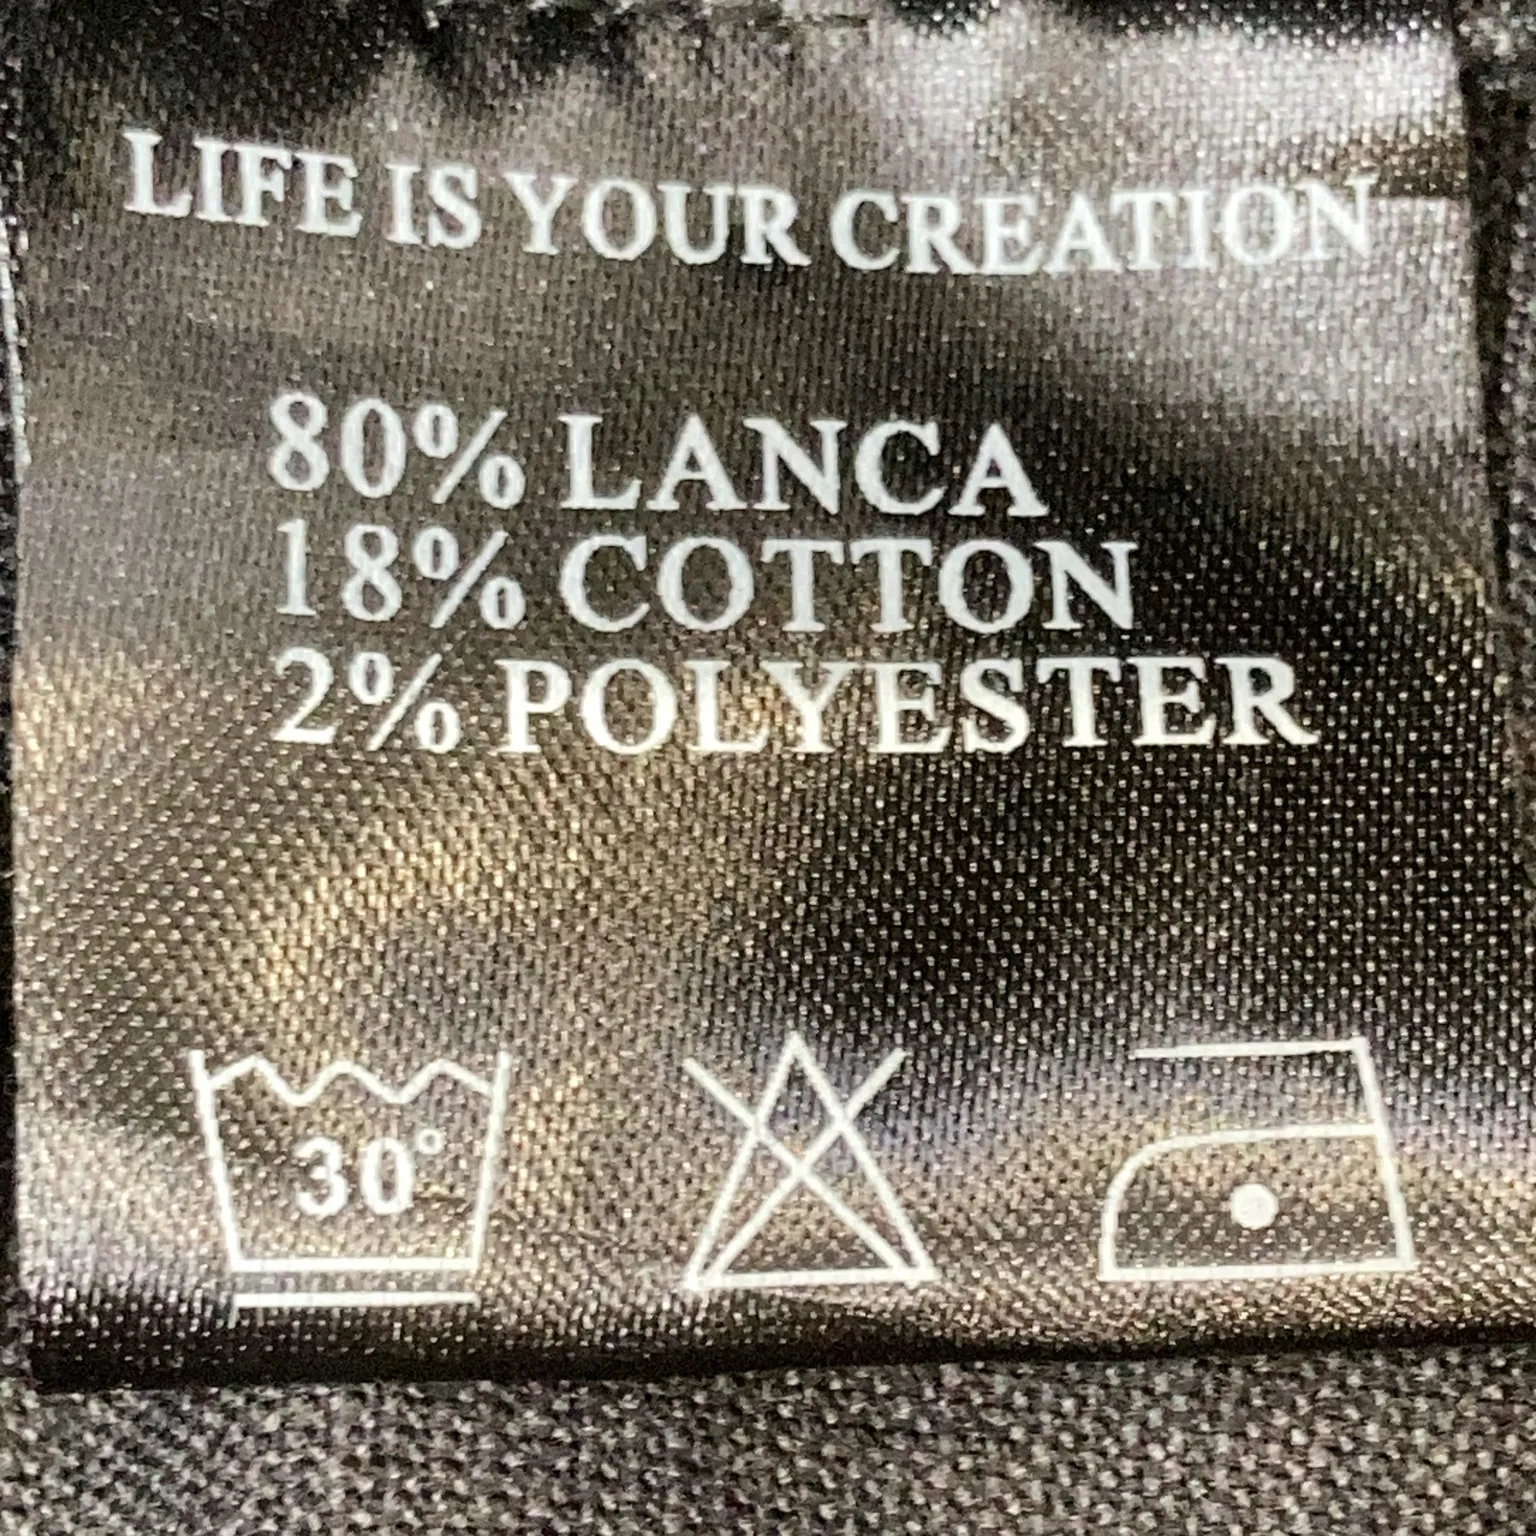 LIFE IS YOUR CREATION
80% LANCA
18% COTTON
2% POLYESTER
30°